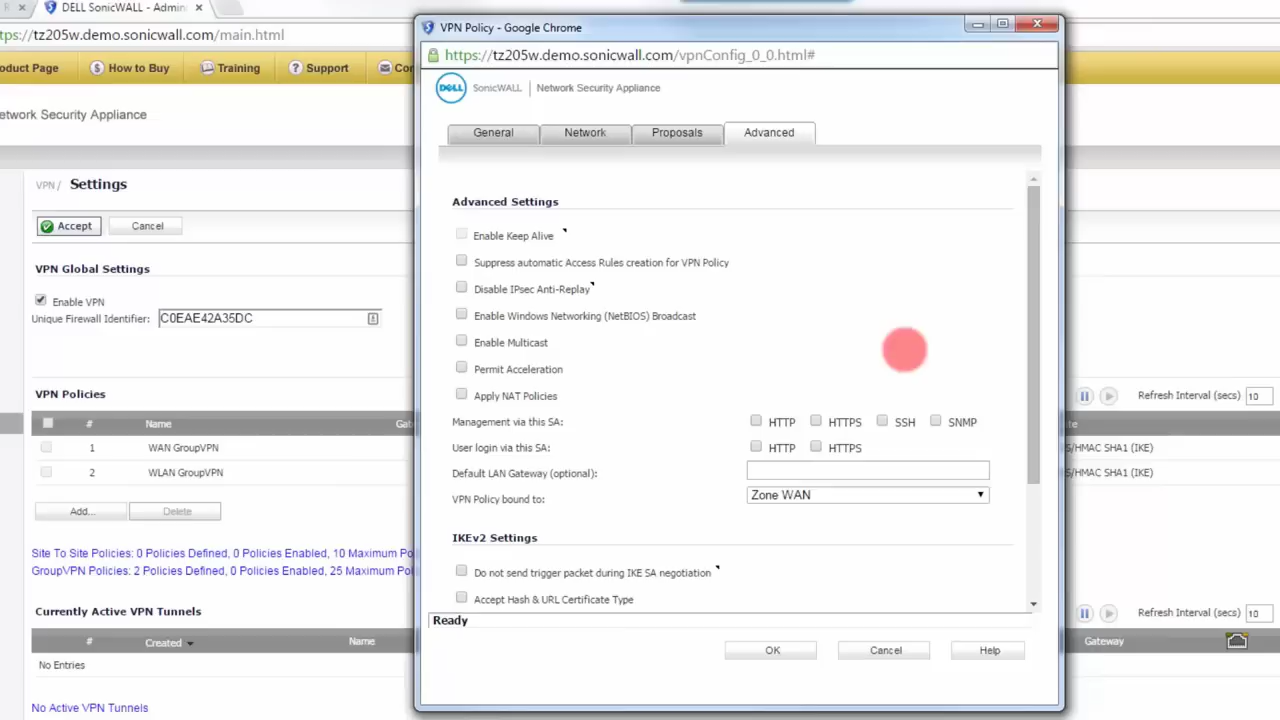 DELL SonicWALL - Admin
tps://tz205w.demo.sonicwall.com/main.html
oduct Page
How to Buy
Training
Support
Co
etwork Security Appliance
VPN / Settings
Accept
Cancel
VPN Global Settings
Enable VPN
Unique Firewall Identifier: C0EAE42A35DC
VPN Policies
Refresh Interval (secs) 10
# Name Gat
1 WAN GroupVPN S/HMAC SHA1 (IKE)
2 WLAN GroupVPN S/HMAC SHA1 (IKE)
Add...
Delete
Site To Site Policies: 0 Policies Defined, 0 Policies Enabled, 10 Maximum Po
GroupVPN Policies: 2 Policies Defined, 0 Policies Enabled, 25 Maximum Pol
Currently Active VPN Tunnels
Refresh Interval (secs) 10
# Created Name Gateway
No Entries
No Active VPN Tunnels
VPN Policy - Google Chrome
https://tz205w.demo.sonicwall.com/vpnConfig_0_0.html#
DELL SonicWALL | Network Security Appliance
General
Network
Proposals
Advanced
Advanced Settings
Enable Keep Alive
Suppress automatic Access Rules creation for VPN Policy
Disable IPsec Anti-Replay
Enable Windows Networking (NetBIOS) Broadcast
Enable Multicast
Permit Acceleration
Apply NAT Policies
Management via this SA: HTTP HTTPS SSH SNMP
User login via this SA: HTTP HTTPS
Default LAN Gateway (optional):
VPN Policy bound to: Zone WAN
IKEv2 Settings
Do not send trigger packet during IKE SA negotiation
Accept Hash & URL Certificate Type
Ready
OK
Cancel
Help